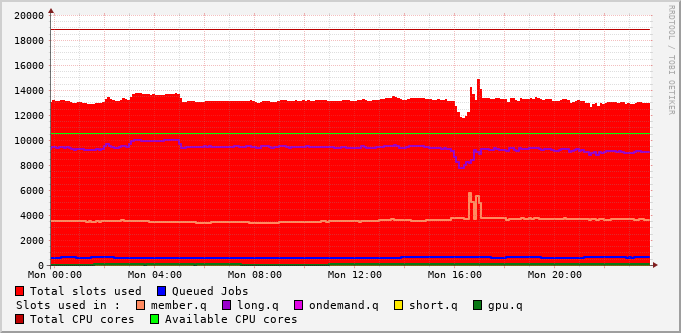 20000
18000
16000
14000
12000
10000
8000
6000
4000
2000
0
Mon 00:00 Mon 04:00 Mon 08:00 Mon 12:00 Mon 16:00 Mon 20:00
Total slots used Queued Jobs
Slots used in : member.q long.q ondemand.q short.q gpu.q
Total CPU cores Available CPU cores
RRDTOOL / TOBI OETIKER